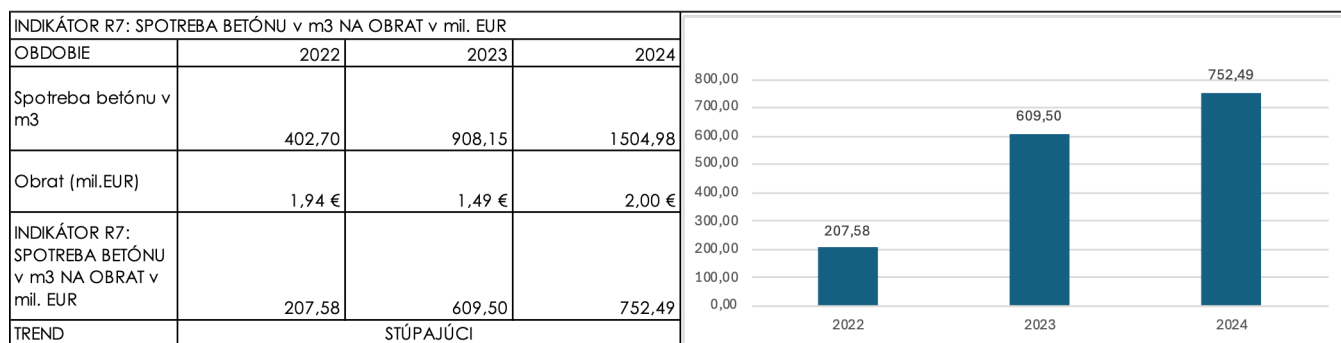 INDIKÁTOR R7: SPOTREBA BETÓNU v m3 NA OBRAT v mil. EUR
OBDOBIE 2022 2023 2024
Spotreba betónu v
m3
402,70 908,15 1504,98
Obrat (mil.EUR)
1,94 € 1,49 € 2,00 €
INDIKÁTOR R7:
SPOTREBA BETÓNU
v m3 NA OBRAT v
mil. EUR
207,58 609,50 752,49
TREND STÚPAJÚCI
800,00
700,00
600,00
500,00
400,00
300,00
200,00
100,00
0,00
207,58
609,50
752,49
2022 2023 2024